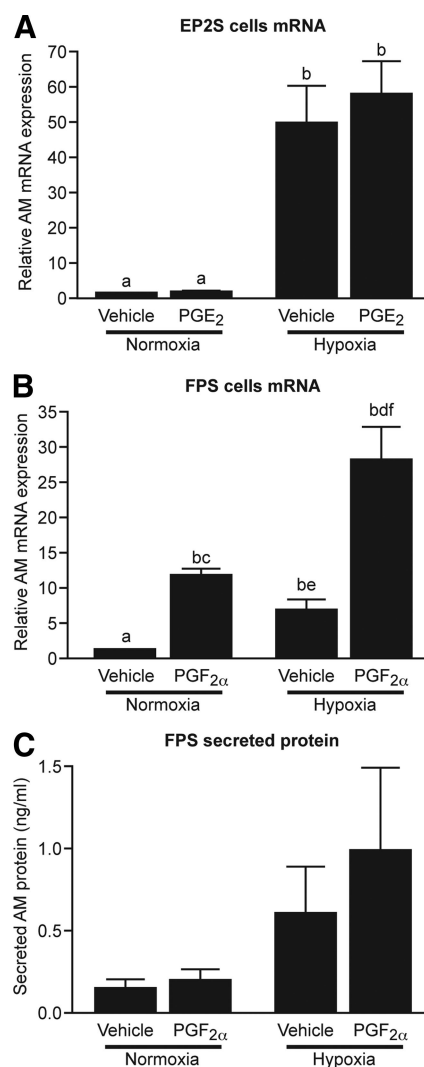 A
EP2S cells mRNA
Relative AM mRNA expression
70
60
50
40
30
20
10
0
a
a
b
b
Vehicle
PGE₂
Vehicle
PGE₂
Normoxia
Hypoxia
B
FPS cells mRNA
Relative AM mRNA expression
35
30
25
20
15
10
5
0
a
bc
be
bdf
Vehicle
PGF₂α
Vehicle
PGF₂α
Normoxia
Hypoxia
C
FPS secreted protein
Secreted AM protein (ng/ml)
1.5
1.0
0.5
0.0
Vehicle
PGF₂α
Vehicle
PGF₂α
Normoxia
Hypoxia